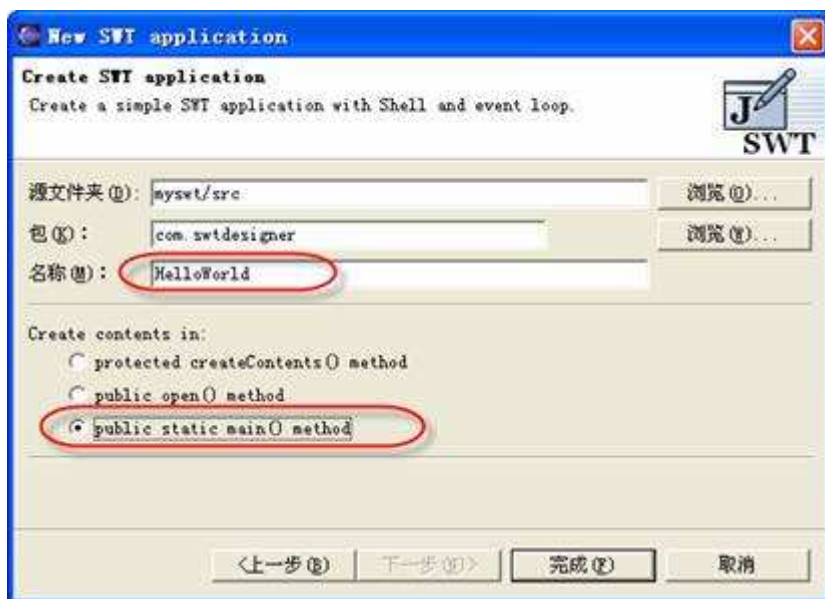 New SWT application
Create SWT application
Create a simple SWT application with Shell and event loop.
J
SWT
源文件夹(D): myswt/src 浏览(O)...
包(K): com.swtdesigner 浏览(W)...
名称(M): HelloWorld
Create contents in:
protected createContents() method
public open() method
public static main() method
<上一步(B) 下一步(N)> 完成(F) 取消